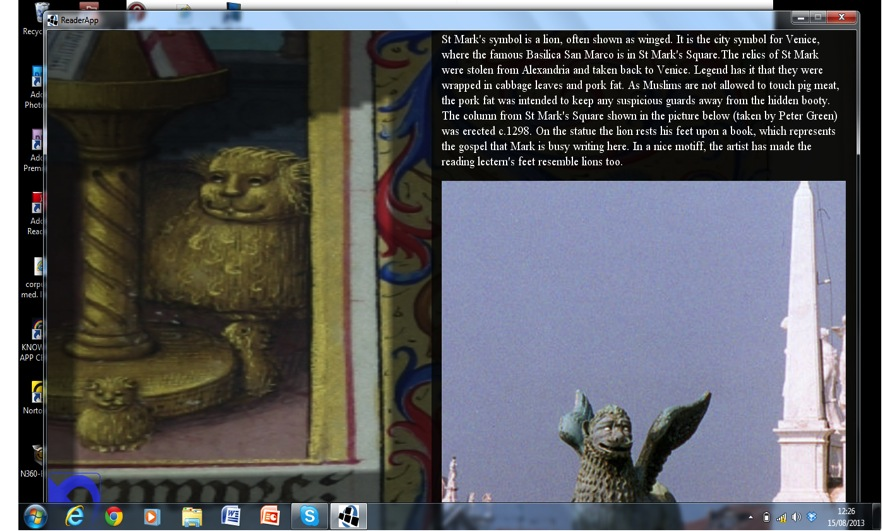 Recyc
ReaderApp
Ado
Photo
Ado
Prem
Ado
Read
corpu
med. I
KNOW
APP CI
Norto
N360-
St Mark's symbol is a lion, often shown as winged. It is the city symbol for Venice,
where the famous Basilica San Marco is in St Mark's Square.The relics of St Mark
were stolen from Alexandria and taken back to Venice. Legend has it that they were
wrapped in cabbage leaves and pork fat. As Muslims are not allowed to touch pig meat,
the pork fat was intended to keep any suspicious guards away from the hidden booty.
The column from St Mark's Square shown in the picture below (taken by Peter Green)
was erected c.1298. On the statue the lion rests his feet upon a book, which represents
the gospel that Mark is busy writing here. In a nice motif, the artist has made the
reading lectern's feet resemble lions too.
12:26
15/08/2013